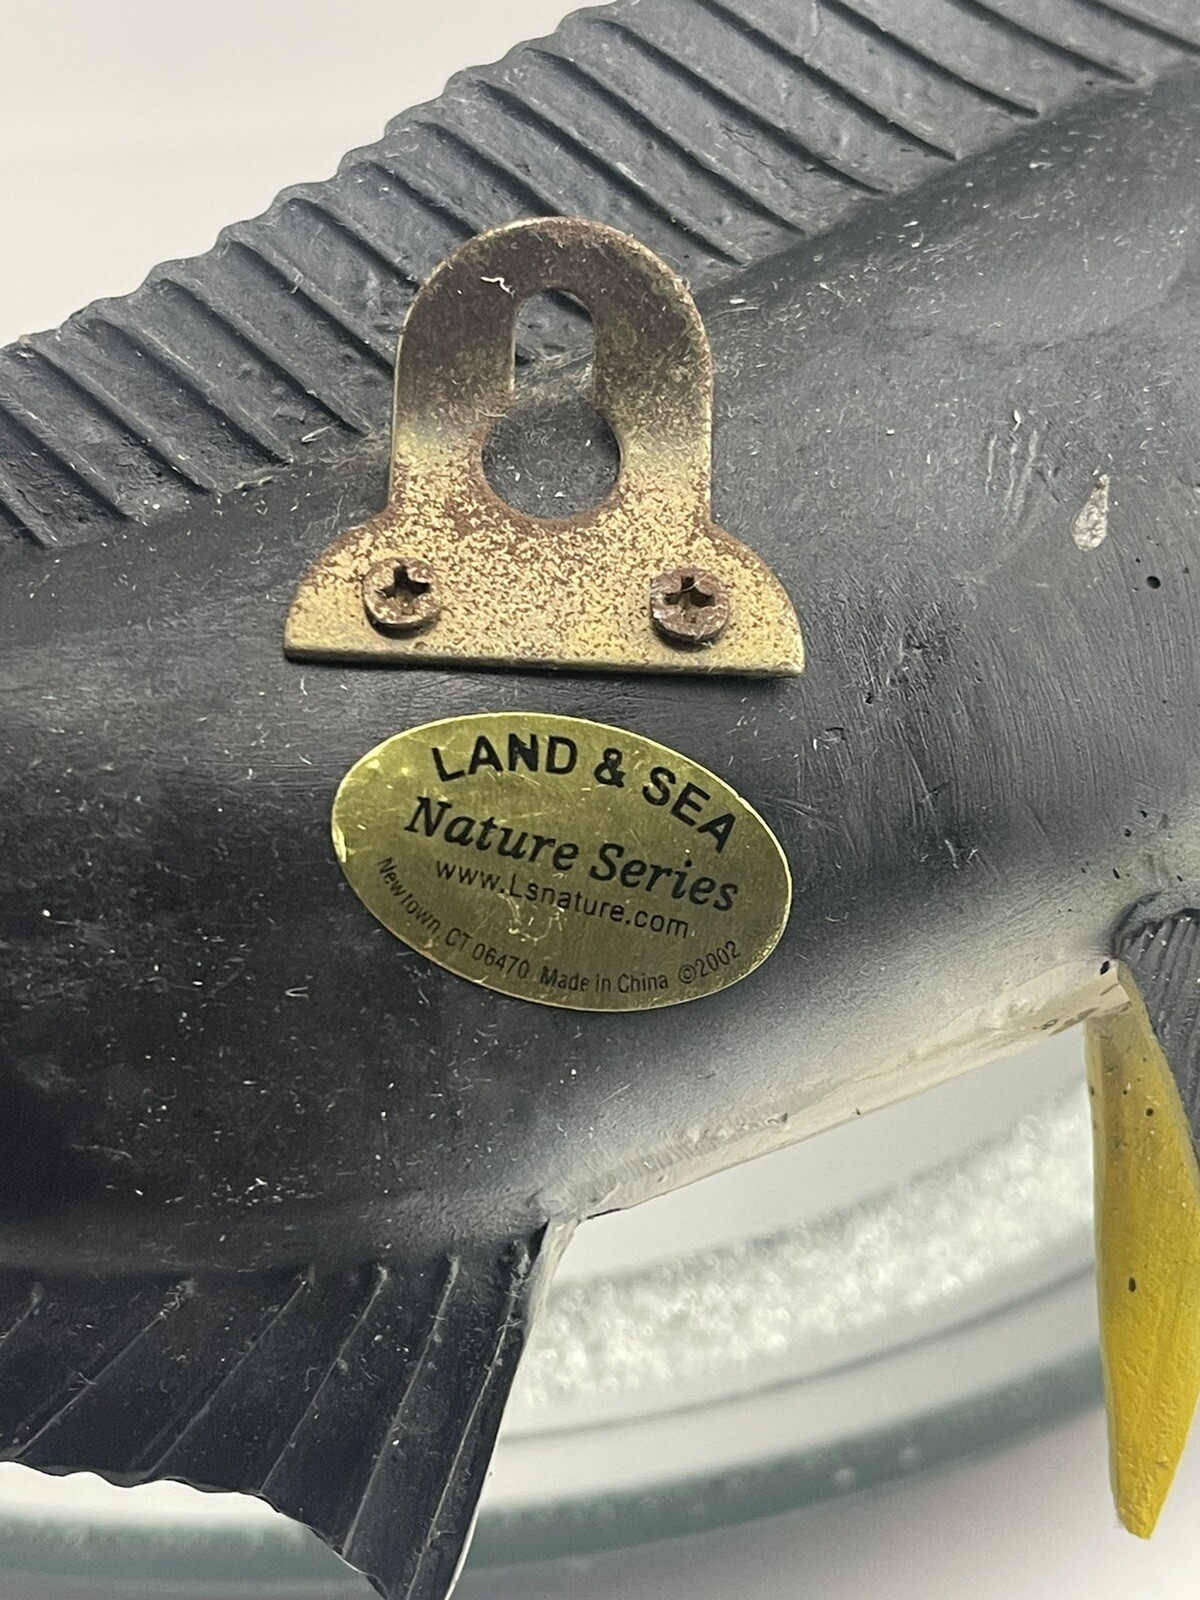 LAND & SEA
Nature Series
www.Lsnature.com
Newtown CT 06470 Made in China ©2002